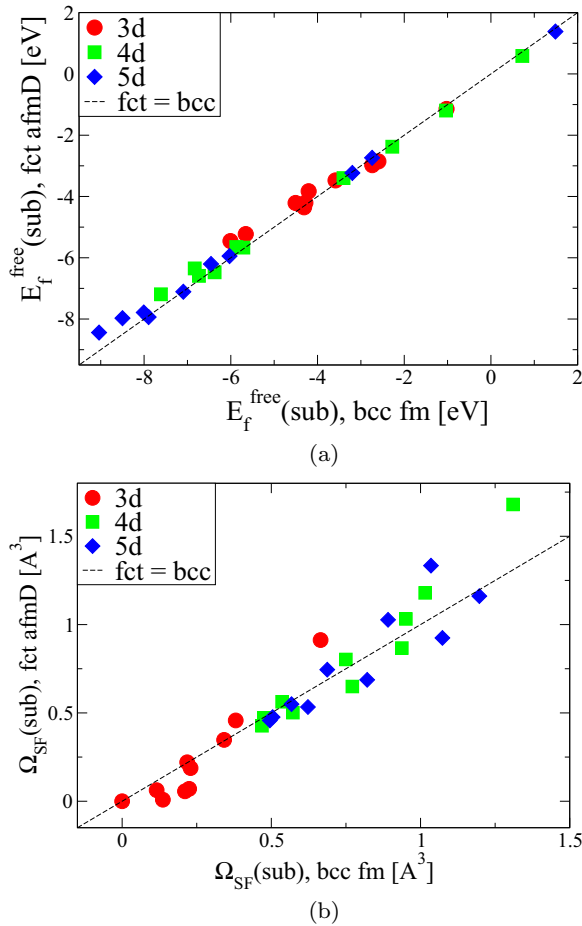 2
0
-2
-4
-6
-8
E_f^free(sub), fct afmD [eV]
3d
4d
5d
fct = bcc
-8 -6 -4 -2 0 2
E_f^free(sub), bcc fm [eV]
(a)
1.5
1
0.5
0
Ω_SF(sub), fct afmD [A^3]
3d
4d
5d
fct = bcc
0 0.5 1 1.5
Ω_SF(sub), bcc fm [A^3]
(b)